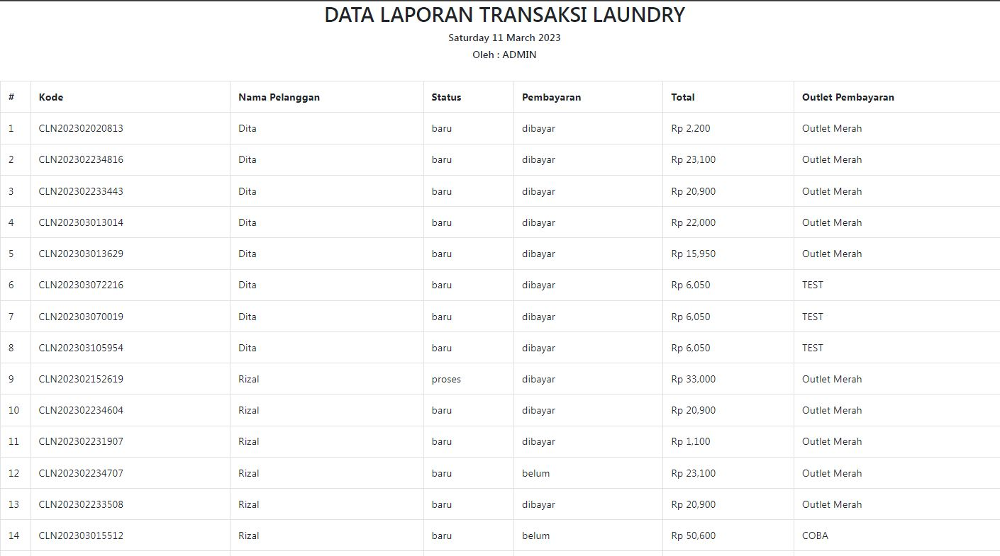 DATA LAPORAN TRANSAKSI LAUNDRY
Saturday 11 March 2023
Oleh : ADMIN
# Kode Nama Pelanggan Status Pembayaran Total Outlet Pembayaran
1 CLN202302020813 Dita baru dibayar Rp 2,200 Outlet Merah
2 CLN202302234816 Dita baru dibayar Rp 23,100 Outlet Merah
3 CLN202302233443 Dita baru dibayar Rp 20,900 Outlet Merah
4 CLN202303013014 Dita baru dibayar Rp 22,000 Outlet Merah
5 CLN202303013629 Dita baru dibayar Rp 15,950 Outlet Merah
6 CLN202303072216 Dita baru dibayar Rp 6,050 TEST
7 CLN202303070019 Dita baru dibayar Rp 6,050 TEST
8 CLN202303105954 Dita baru dibayar Rp 6,050 TEST
9 CLN202302152619 Rizal proses dibayar Rp 33,000 Outlet Merah
10 CLN202302234604 Rizal baru dibayar Rp 20,900 Outlet Merah
11 CLN202302231907 Rizal baru dibayar Rp 1,100 Outlet Merah
12 CLN202302234707 Rizal baru belum Rp 23,100 Outlet Merah
13 CLN202302233508 Rizal baru dibayar Rp 20,900 Outlet Merah
14 CLN202303015512 Rizal baru belum Rp 50,600 COBA